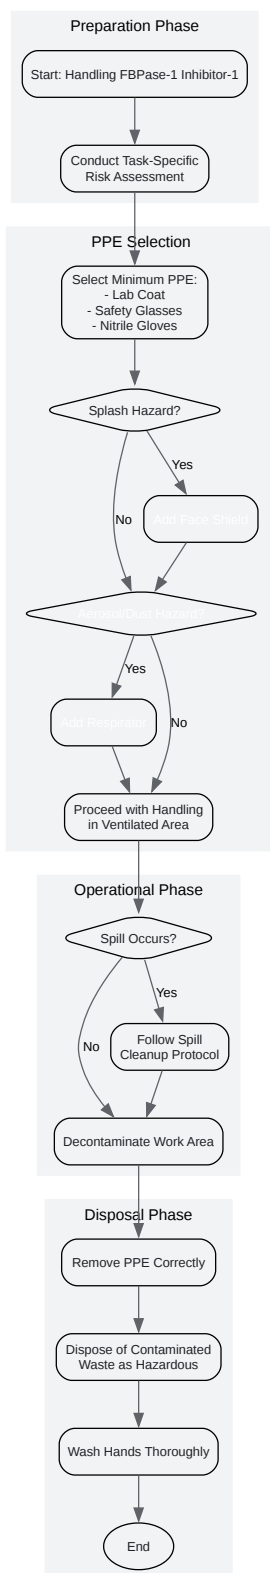 Preparation Phase
Start: Handling FBPase-1 Inhibitor-1
Conduct Task-Specific
Risk Assessment
PPE Selection
Select Minimum PPE:
- Lab Coat
- Safety Glasses
- Nitrile Gloves
Splash Hazard?
Yes
No
Add Face Shield
Aerosol/Dust Hazard?
Yes
Add Respirator
No
Proceed with Handling
in Ventilated Area
Operational Phase
Spill Occurs?
Yes
No
Follow Spill
Cleanup Protocol
Decontaminate Work Area
Disposal Phase
Remove PPE Correctly
Dispose of Contaminated
Waste as Hazardous
Wash Hands Thoroughly
End